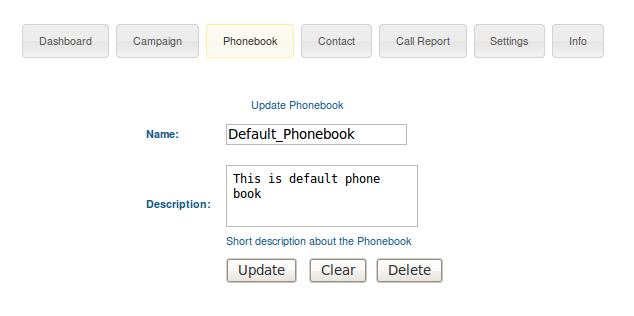 Dashboard Campaign Phonebook Contact Call Report Settings Info
Update Phonebook
Name: Default_Phonebook
This is default phone
book
Description:
Short description about the Phonebook
Update Clear Delete